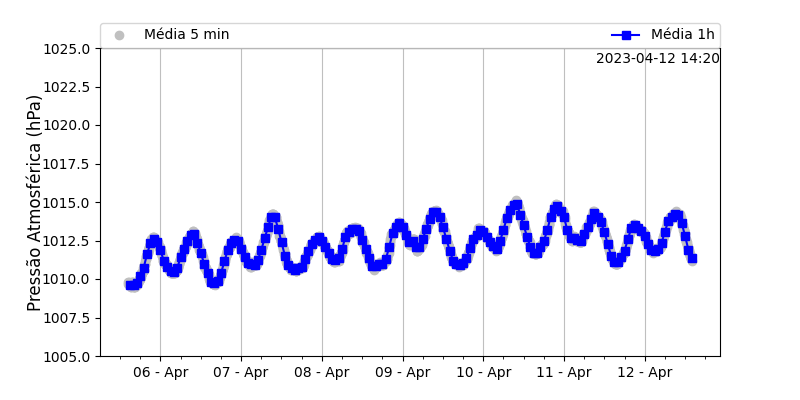 Média 5 min
Média 1h
2023-04-12 14:20
Pressão Atmosférica (hPa)
1025.0
1022.5
1020.0
1017.5
1015.0
1012.5
1010.0
1007.5
1005.0
06 - Apr
07 - Apr
08 - Apr
09 - Apr
10 - Apr
11 - Apr
12 - Apr